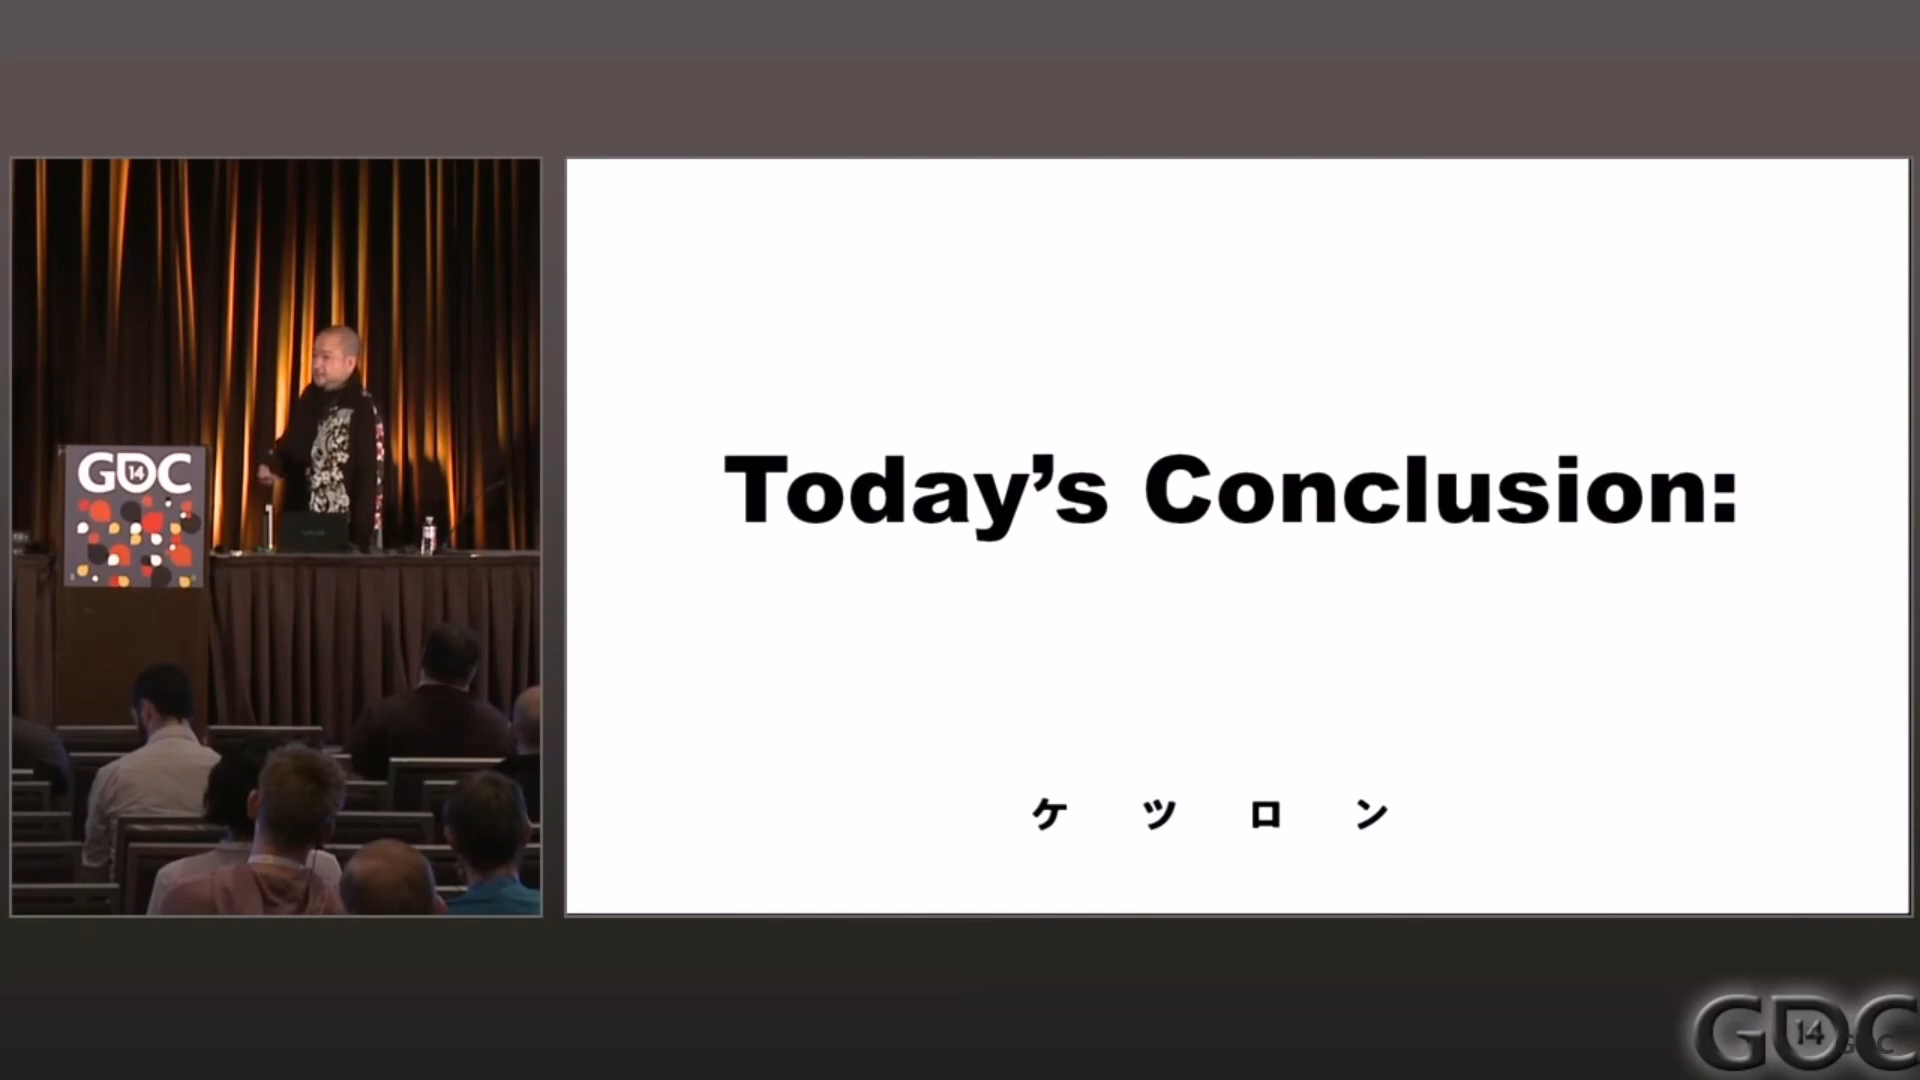 GDC
14
Today’s Conclusion:
ケツロン
GDC
14